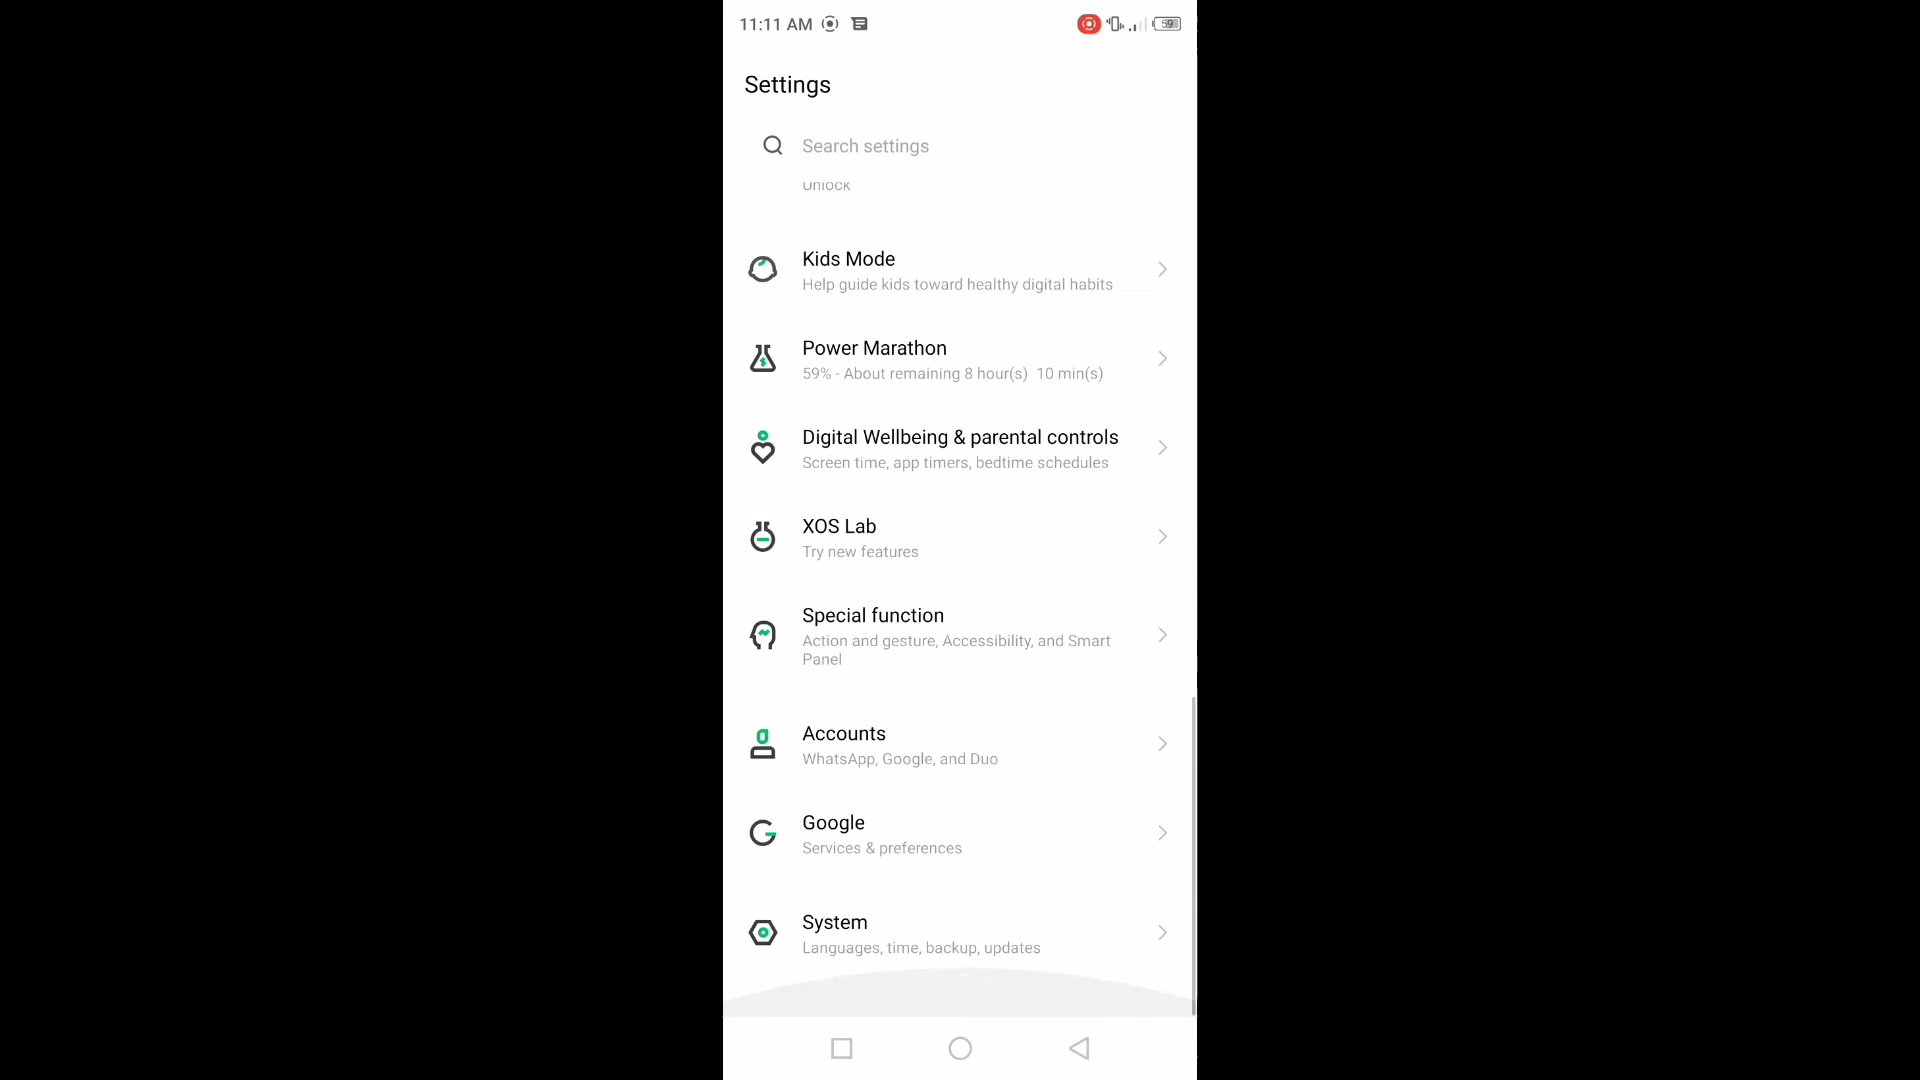 11:11 AM
59
Settings
Search settings
Unlock
Kids Mode
Help guide kids toward healthy digital habits
Power Marathon
59% - About remaining 8 hour(s) 10 min(s)
Digital Wellbeing & parental controls
Screen time, app timers, bedtime schedules
XOS Lab
Try new features
Special function
Action and gesture, Accessibility, and Smart
Panel
Accounts
WhatsApp, Google, and Duo
Google
Services & preferences
System
Languages, time, backup, updates